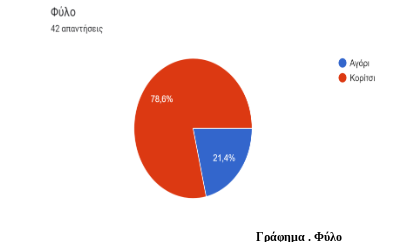 Φύλο
42 απαντήσεις
Αγόρι
Κορίτσι
78,6%
21,4%
Γράφημα . Φύλο